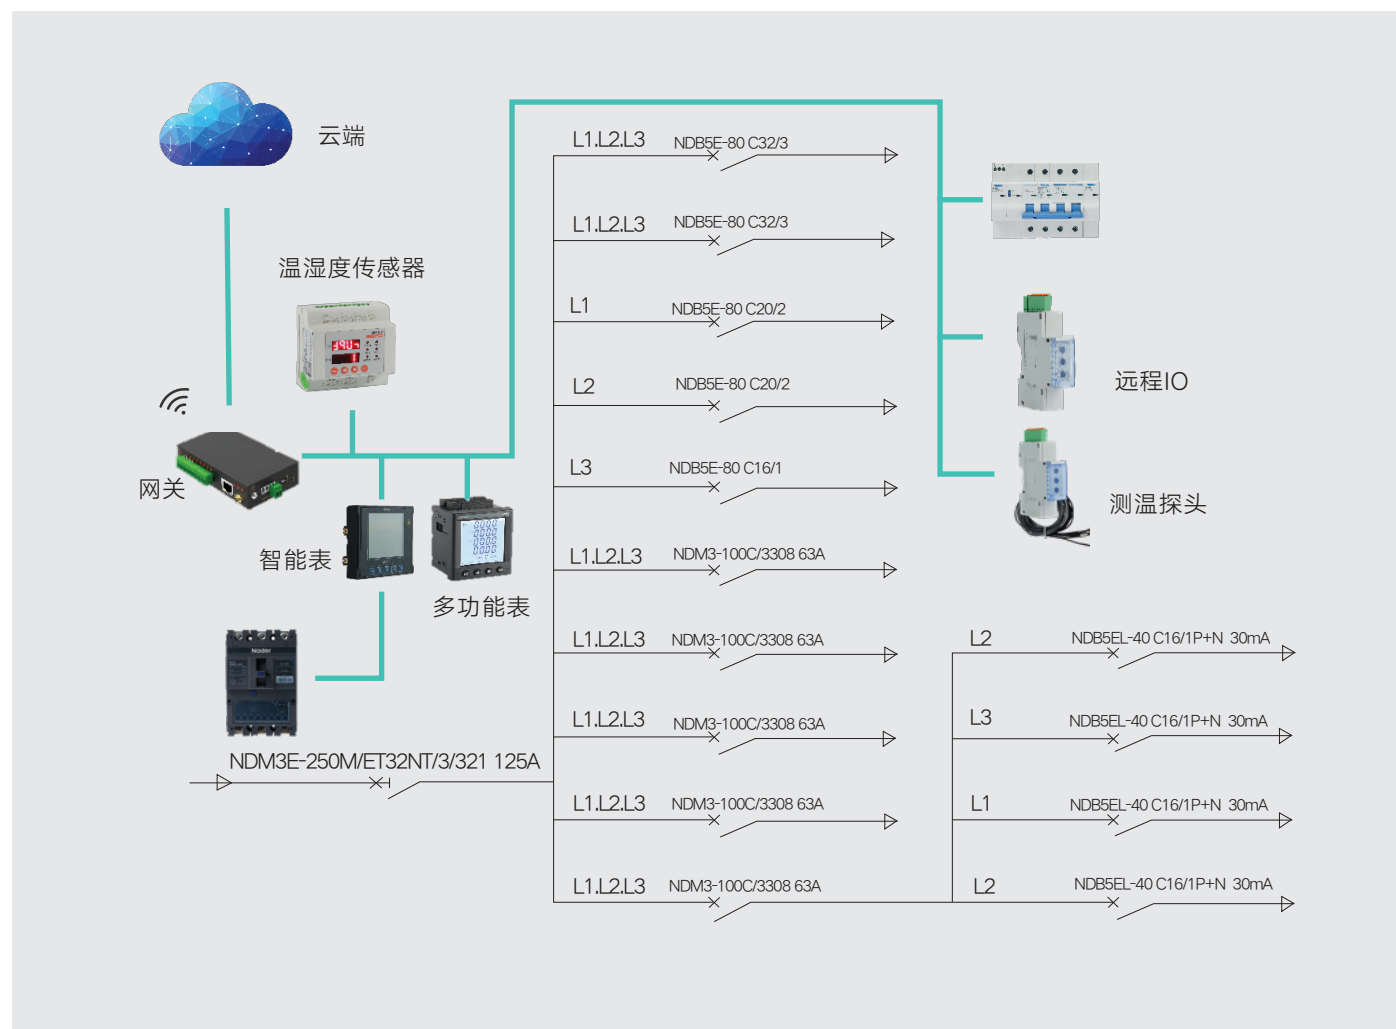 云端
温湿度传感器
网关
智能表
多功能表
Nader
NDM3E-250M/ET32NT/3/321 125A
L1.L2.L3 NDB5E-80 C32/3
L1.L2.L3 NDB5E-80 C32/3
L1 NDB5E-80 C20/2
L2 NDB5E-80 C20/2
L3 NDB5E-80 C16/1
L1.L2.L3 NDM3-100C/3308 63A
L1.L2.L3 NDM3-100C/3308 63A
L1.L2.L3 NDM3-100C/3308 63A
L1.L2.L3 NDM3-100C/3308 63A
L1.L2.L3 NDM3-100C/3308 63A
远程IO
测温探头
L2 NDB5EL-40 C16/1P+N 30mA
L3 NDB5EL-40 C16/1P+N 30mA
L1 NDB5EL-40 C16/1P+N 30mA
L2 NDB5EL-40 C16/1P+N 30mA